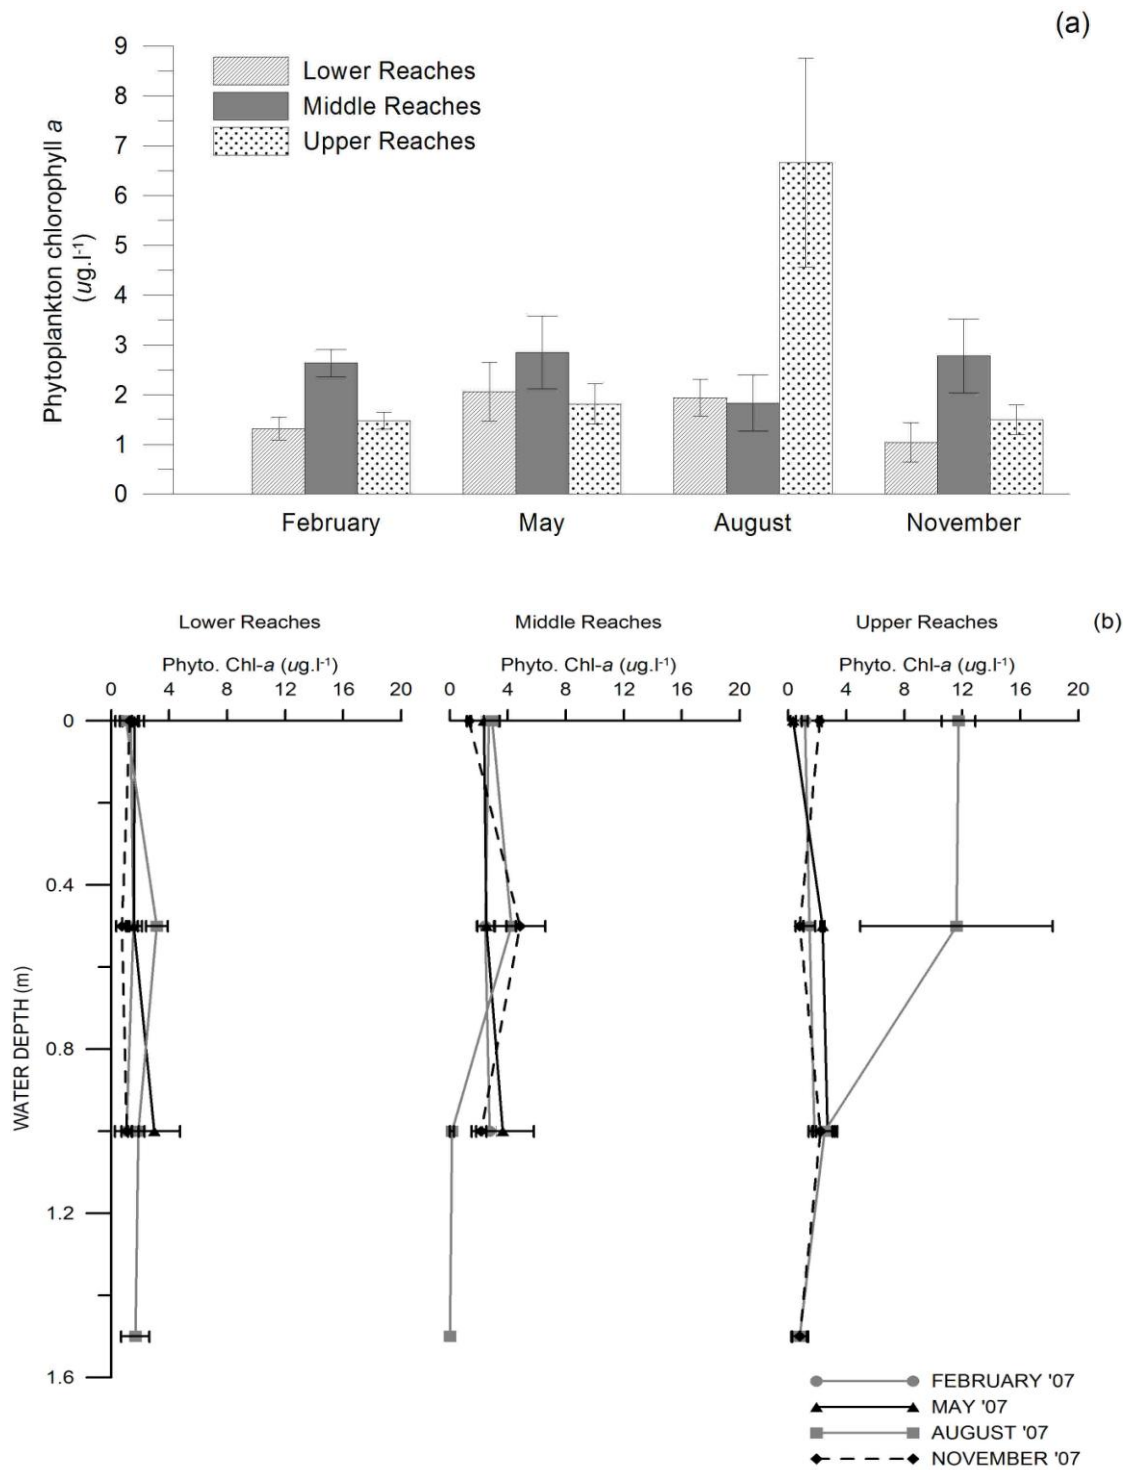 (a)
9
8
7
6
5
4
3
2
1
0
Phytoplankton chlorophyll a
(ug.l-1)
Lower Reaches
Middle Reaches
Upper Reaches
February May August November
Lower Reaches Middle Reaches Upper Reaches (b)
Phyto. Chl-a (ug.l-1) Phyto. Chl-a (ug.l-1) Phyto. Chl-a (ug.l-1)
0 4 8 12 16 20 0 4 8 12 16 20 0 4 8 12 16 20
0
0.4
0.8
1.2
1.6
WATER DEPTH (m)
FEBRUARY '07
MAY '07
AUGUST '07
NOVEMBER '07